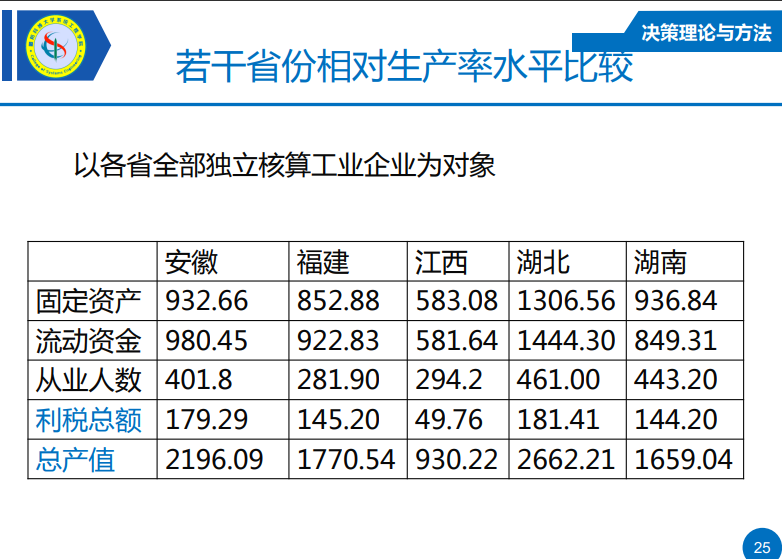 决策理论与方法
若干省份相对生产率水平比较
以各省全部独立核算工业企业为对象
安徽 福建 江西 湖北 湖南
固定资产 932.66 852.88 583.08 1306.56 936.84
流动资金 980.45 922.83 581.64 1444.30 849.31
从业人数 401.8 281.90 294.2 461.00 443.20
利税总额 179.29 145.20 49.76 181.41 144.20
总产值 2196.09 1770.54 930.22 2662.21 1659.04
25